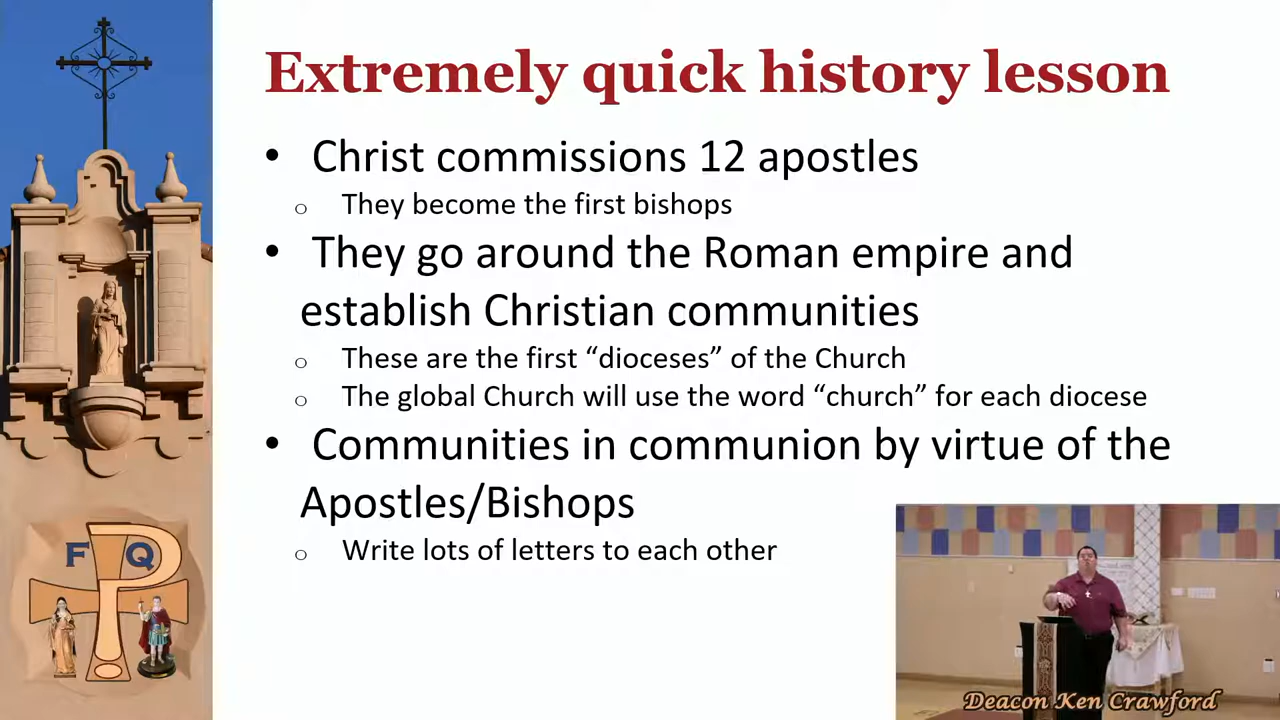 Extremely quick history lesson
• Christ commissions 12 apostles
o They become the first bishops
• They go around the Roman empire and
establish Christian communities
o These are the first “dioceses” of the Church
o The global Church will use the word “church” for each diocese
• Communities in communion by virtue of the
Apostles/Bishops
o Write lots of letters to each other
F Q
Deacon Ken Crawford